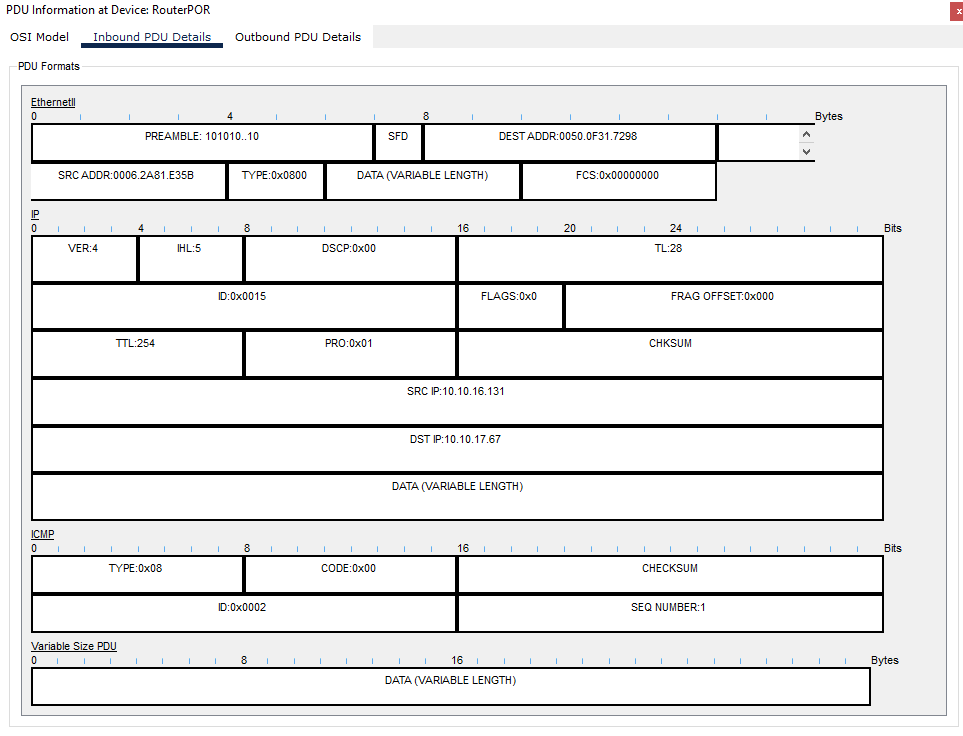 PDU Information at Device: RouterPOR
x
OSI Model Inbound PDU Details Outbound PDU Details
PDU Formats
EthernetII
0 4 8 Bytes
PREAMBLE: 101010..10 SFD DEST ADDR:0050.0F31.7298
SRC ADDR:0006.2A81.E35B TYPE:0x0800 DATA (VARIABLE LENGTH) FCS:0x00000000
IP
0 4 8 16 20 24 Bits
VER:4 IHL:5 DSCP:0x00 TL:28
ID:0x0015 FLAGS:0x0 FRAG OFFSET:0x000
TTL:254 PRO:0x01 CHKSUM
SRC IP:10.10.16.131
DST IP:10.10.17.67
DATA (VARIABLE LENGTH)
ICMP
0 8 16 Bits
TYPE:0x08 CODE:0x00 CHECKSUM
ID:0x0002 SEQ NUMBER:1
Variable Size PDU
0 8 16 Bytes
DATA (VARIABLE LENGTH)